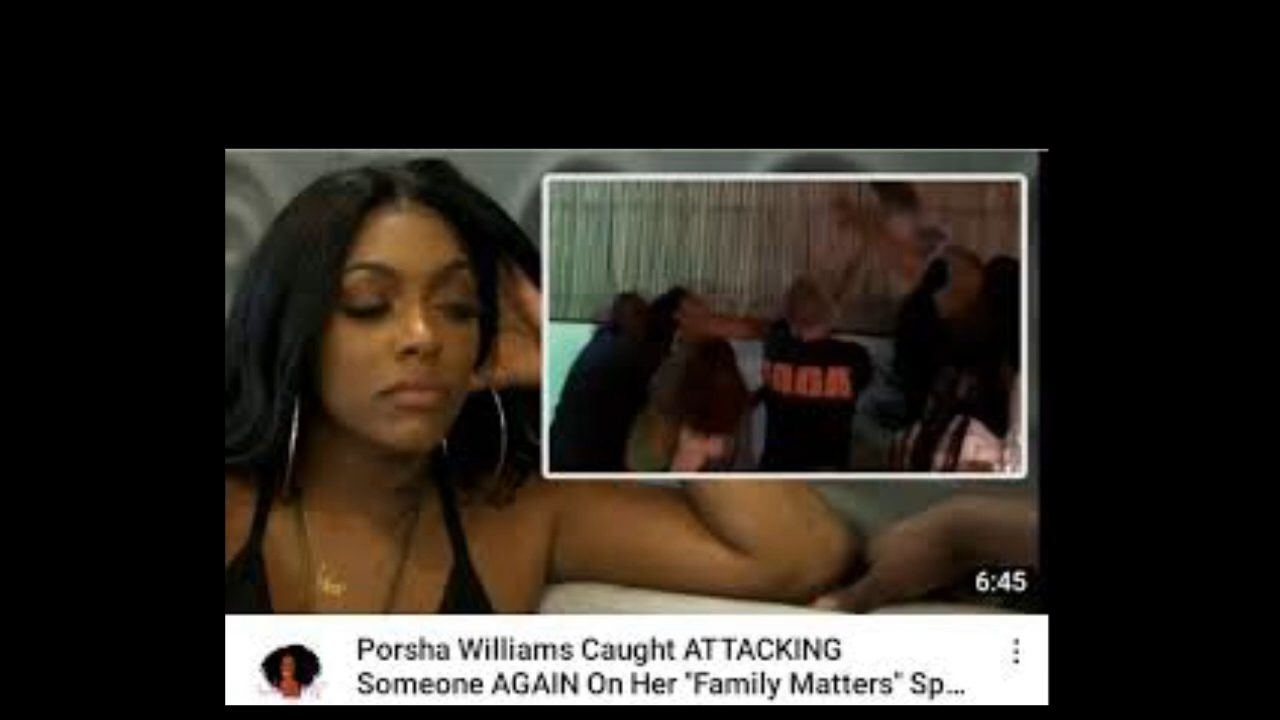 6:45
Porsha Williams Caught ATTACKING
Someone AGAIN On Her "Family Matters" Sp...